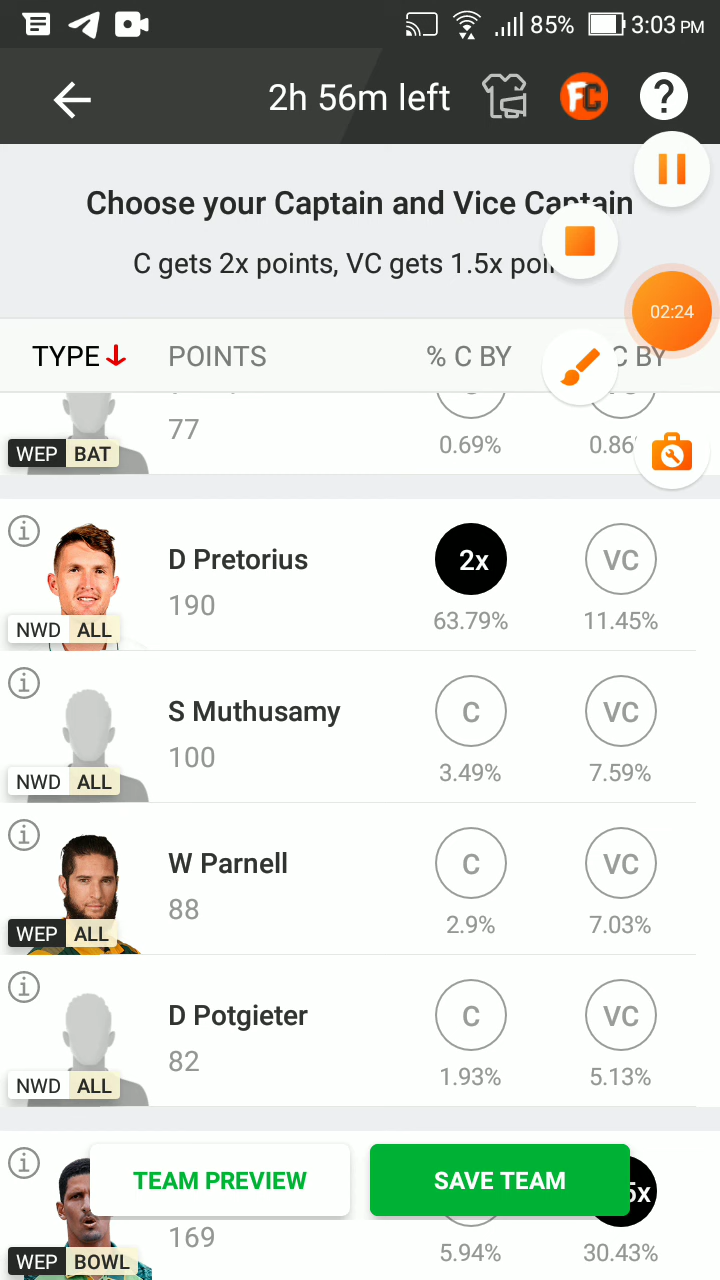 85% 3:03 PM
2h 56m left FC ?
Choose your Captain and Vice Captain
C gets 2x points, VC gets 1.5x
02:24
TYPE POINTS % C BY C BY
77
WEP BAT 0.69% 0.86
D Pretorius 2x VC
190
NWD ALL 63.79% 11.45%
S Muthusamy C VC
100
NWD ALL 3.49% 7.59%
W Parnell C VC
88
WEP ALL 2.9% 7.03%
D Potgieter C VC
82
NWD ALL 1.93% 5.13%
TEAM PREVIEW SAVE TEAM 5x
169
WEP BOWL 5.94% 30.43%